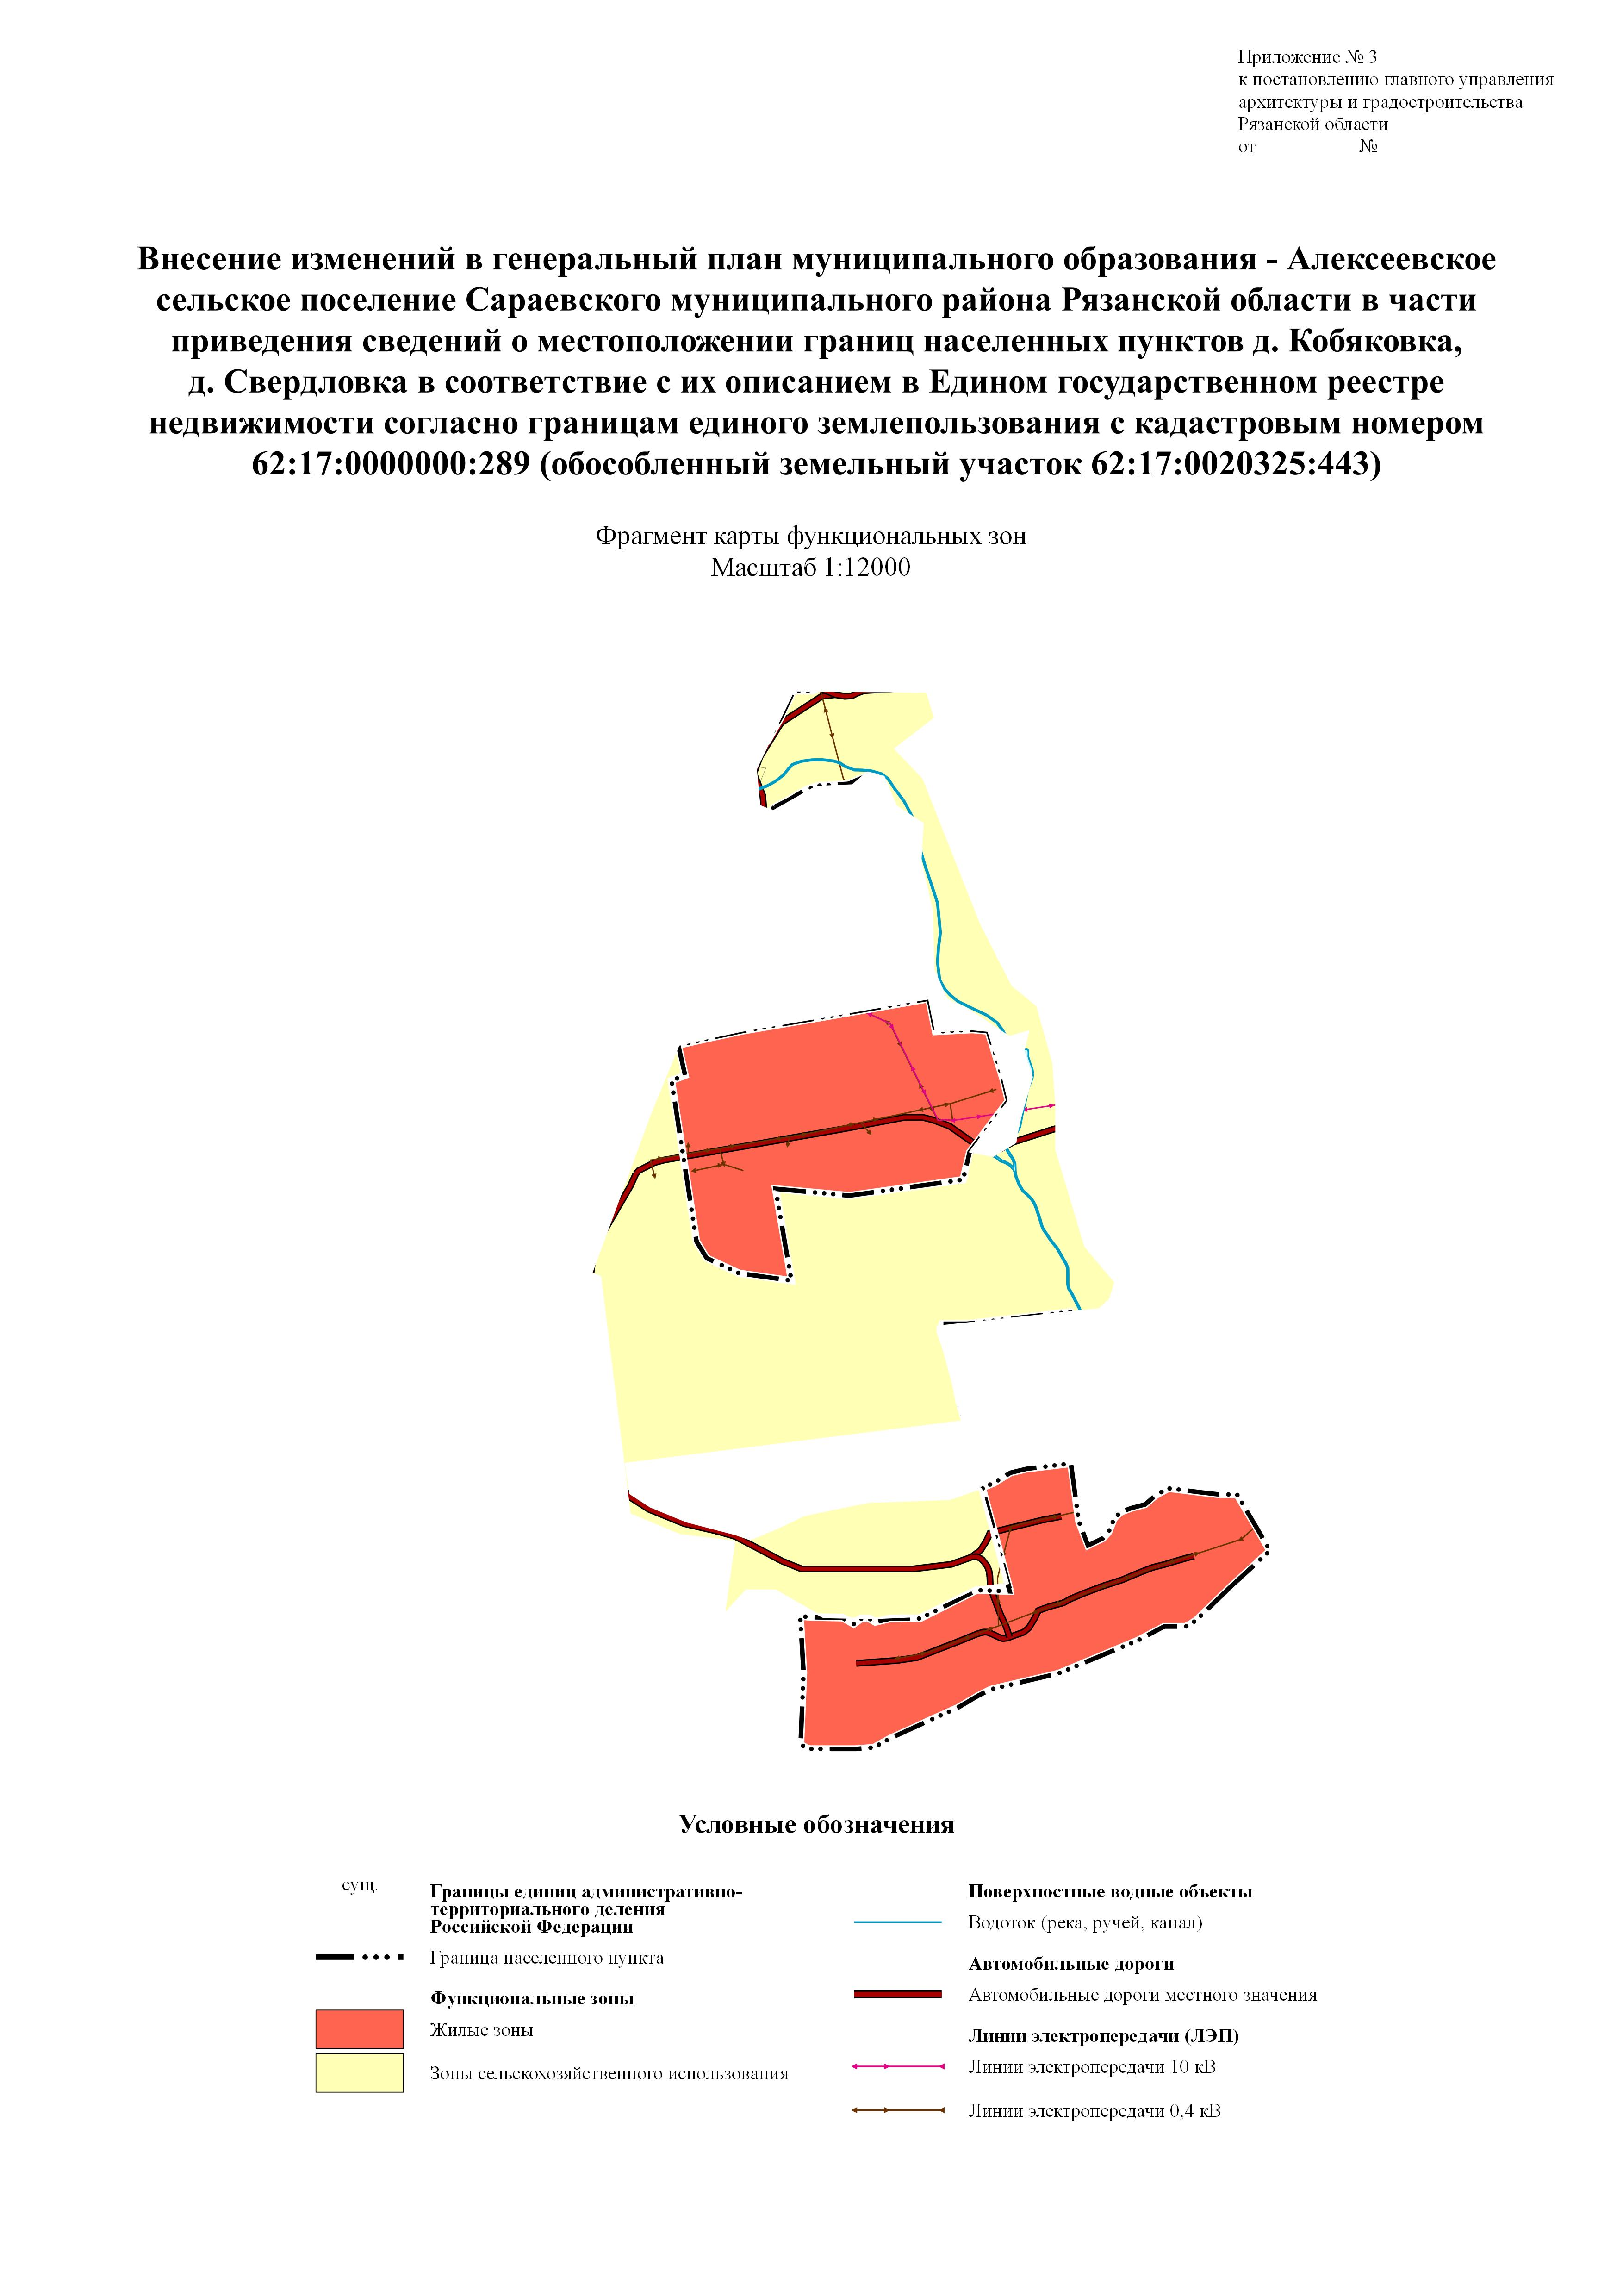 Приложение № 3
к постановлению главного управления
архитектуры и градостроительства
Рязанской области
от №
Внесение изменений в генеральный план муниципального образования - Алексеевское
сельское поселение Сараевского муниципального района Рязанской области в части
приведения сведений о местоположении границ населенных пунктов д. Кобяковка,
д. Свердловка в соответствие с их описанием в Едином государственном реестре
недвижимости согласно границам единого землепользования с кадастровым номером
62:17:0000000:289 (обособленный земельный участок 62:17:0020325:443)
Фрагмент карты функциональных зон
Масштаб 1:12000
Условные обозначения
сущ.
Границы единиц административно-
территориального деления
Российской Федерации
Граница населенного пункта
Функциональные зоны
Жилые зоны
Зоны сельскохозяйственного использования
Поверхностные водные объекты
Водоток (река, ручей, канал)
Автомобильные дороги
Автомобильные дороги местного значения
Линии электропередачи (ЛЭП)
Линии электропередачи 10 кВ
Линии электропередачи 0,4 кВ